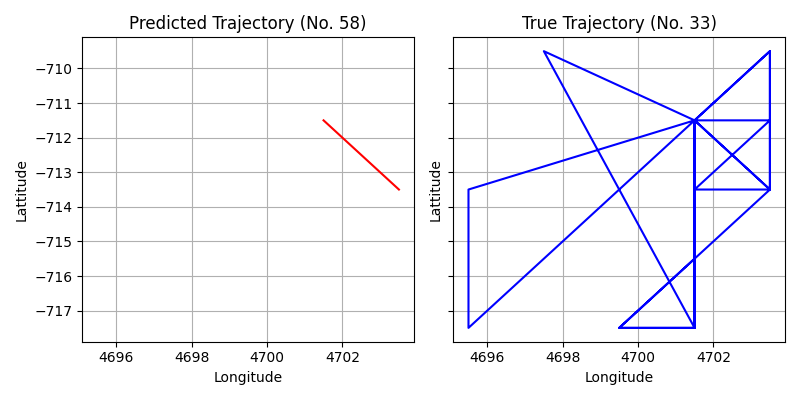 Predicted Trajectory (No. 58)
True Trajectory (No. 33)
−710
−711
−712
−713
−714
−715
−716
−717
Lattitude
Lattitude
4696 4698 4700 4702
4696 4698 4700 4702
Longitude
Longitude